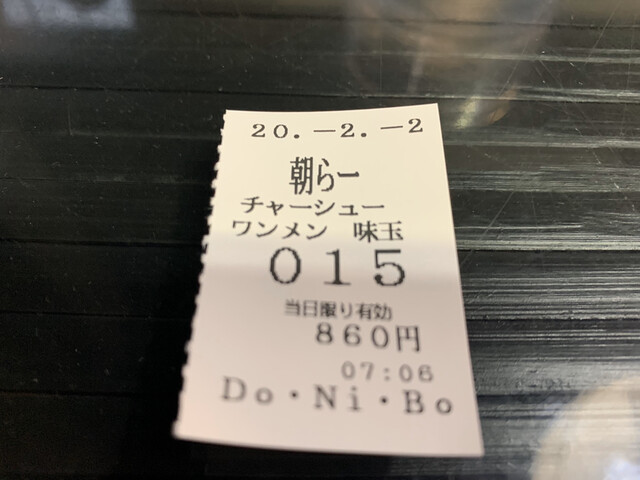 20.-2.-2
朝らー
チャーシュー
ワンメン 味玉
015
当日限り有効
860円
07:06
Do・Ni・Bo